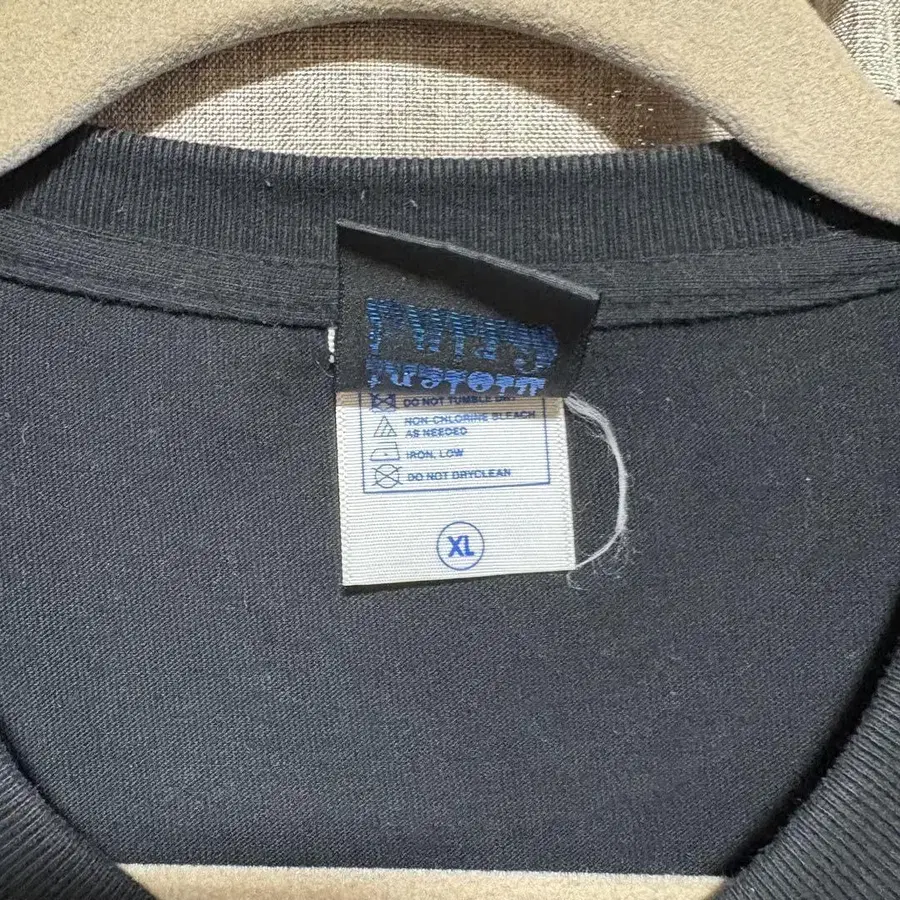 DO NOT TUMBLE DRY
NON-CHLORINE BLEACH
AS NEEDED
IRON, LOW
DO NOT DRYCLEAN
XL